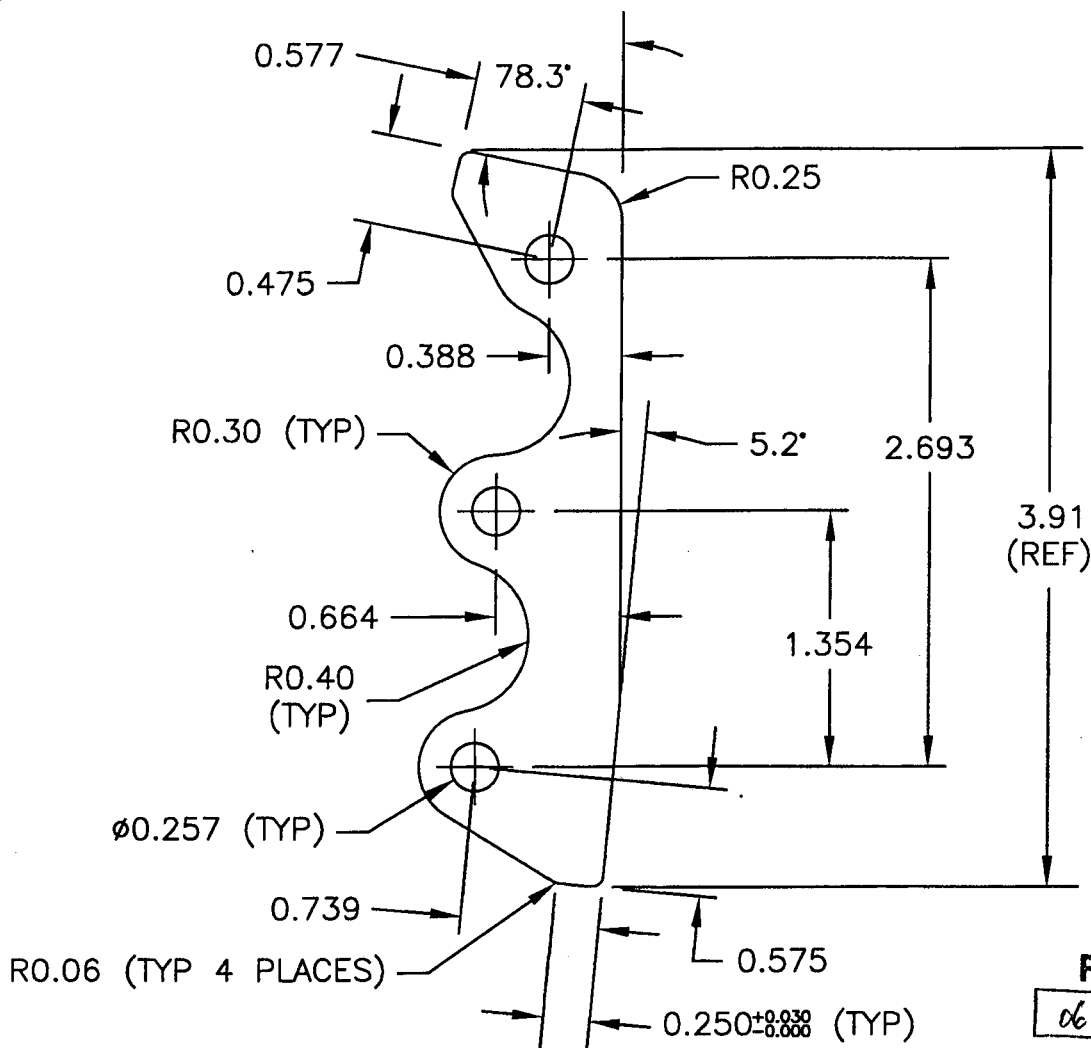 0.577
78.3°
R0.25
0.475
0.388
R0.30 (TYP)
5.2°
2.693
3.91
(REF)
0.664
1.354
R0.40
(TYP)
ø0.257 (TYP)
0.739
R0.06 (TYP 4 PLACES)
0.575
0.250+0.030
-0.000 (TYP)
06